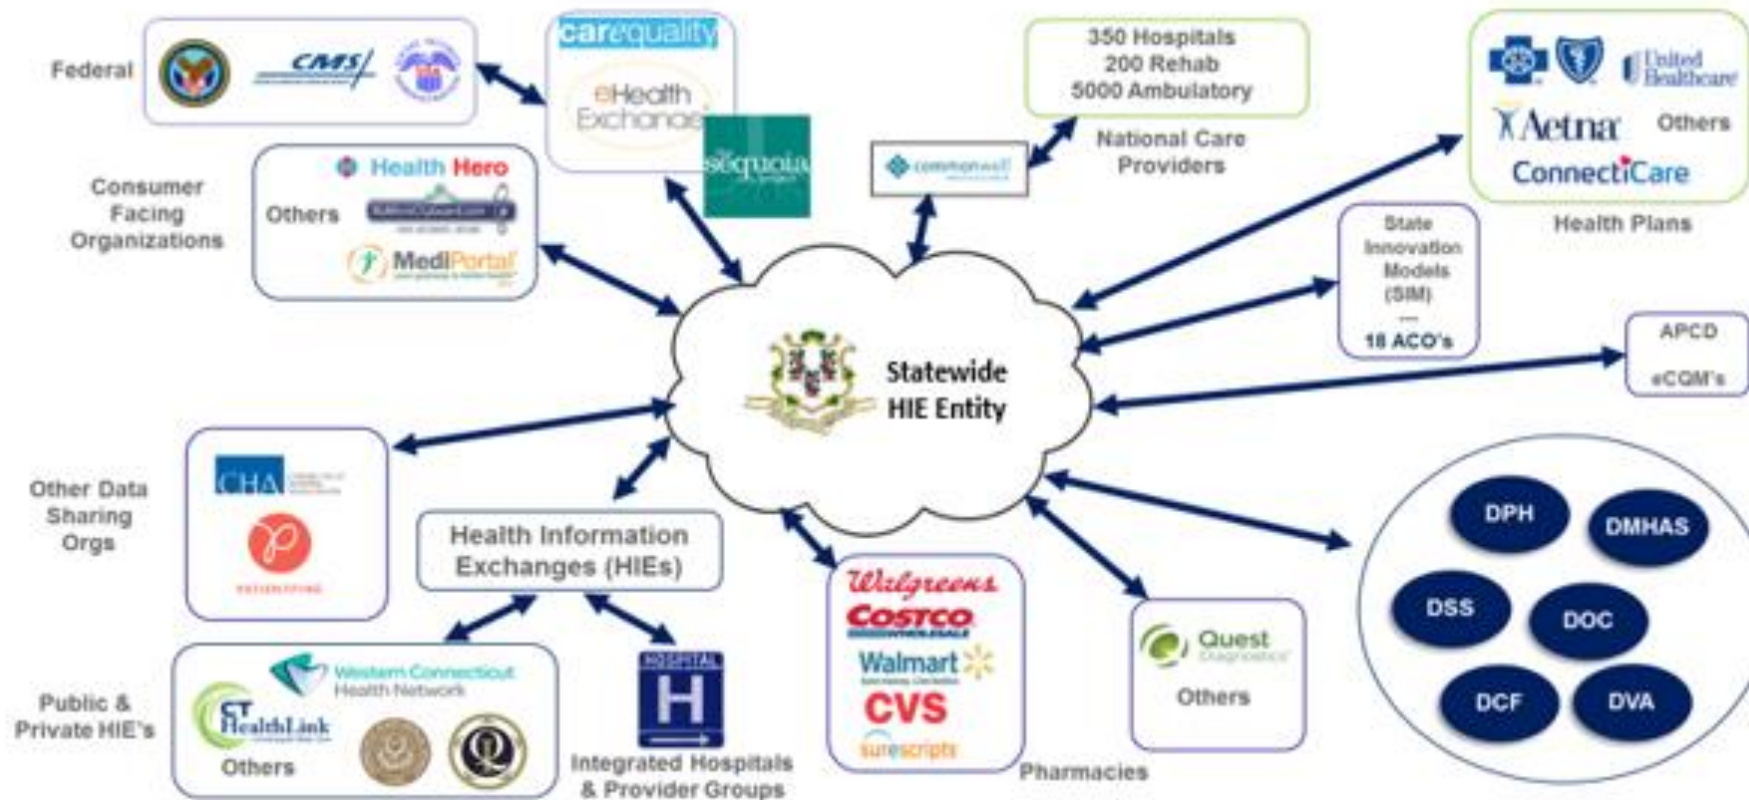 Federal
CMS
carequality
eHealth
Exchange
sequoia
350 Hospitals
200 Rehab
5000 Ambulatory
National Care
Providers
commonwell
United
Healthcare
Aetna
Others
ConnectiCare
Health Plans
Consumer
Facing
Organizations
Health Hero
Others
MediPortal
State
Innovation
Models
(SIM)
---
18 ACO's
APCD
eCQM's
Statewide
HIE Entity
Other Data
Sharing
Orgs
CHA
PATIENTPING
Health Information
Exchanges (HIEs)
DPH
DMHAS
DSS
DOC
DCF
DVA
Public &
Private HIE's
Western Connecticut
Health Network
CT
HealthLink
Others
HOSPITAL
H
Integrated Hospitals
& Provider Groups
Walgreens
COSTCO
WHOLESALE
Walmart
CVS
surescripts
Pharmacies
Quest
Diagnostics
Others